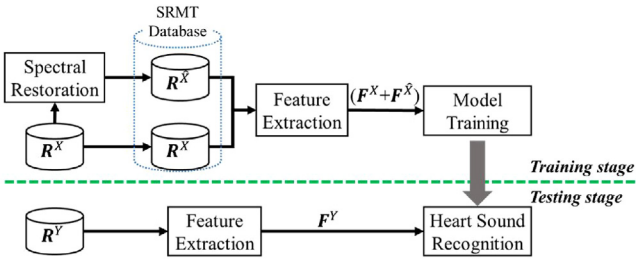 SRMT
Database
Spectral
Restoration
R^X̂
Feature
Extraction
(F^X+F^X̂)
Model
Training
R^X
R^X
Training stage
Testing stage
R^Y
Feature
Extraction
F^Y
Heart Sound
Recognition